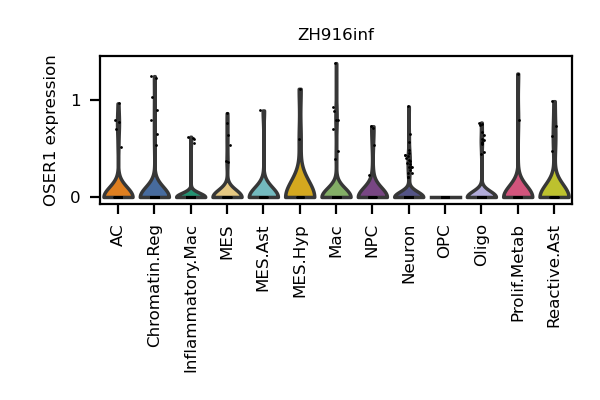 ZH916inf
OSER1 expression
1
0
AC
Chromatin.Reg
Inflammatory.Mac
MES
MES.Ast
MES.Hyp
Mac
NPC
Neuron
OPC
Oligo
Prolif.Metab
Reactive.Ast